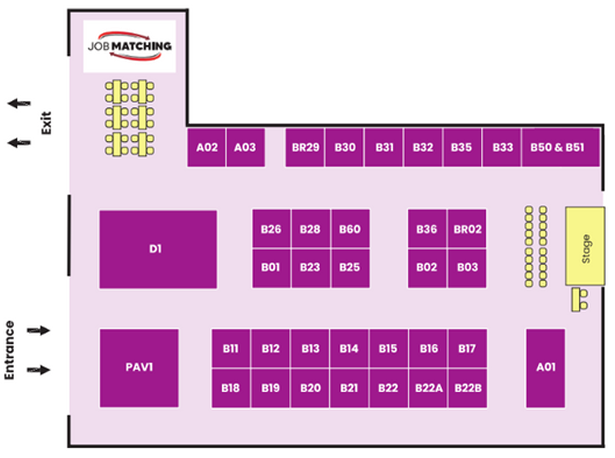 JOB MATCHING
Exit
A02 A03 BR29 B30 B31 B32 B35 B33 B50 & B51
D1
B26 B28 B60 B36 BR02
B01 B23 B25 B02 B03
Stage
Entrance
PAV1
B11 B12 B13 B14 B15 B16 B17
B18 B19 B20 B21 B22 B22A B22B
A01